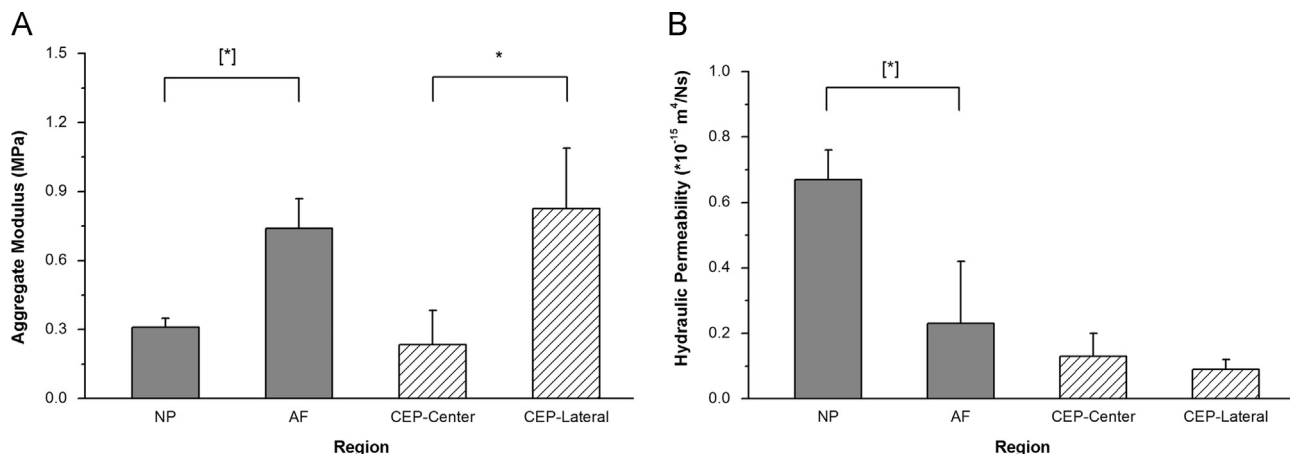 A
Aggregate Modulus (MPa)
1.5
1.2
0.9
0.6
0.3
0.0
[*]
*
NP
AF
CEP-Center
CEP-Lateral
Region
B
Hydraulic Permeability (*10⁻¹⁵ m⁴/Ns)
1.0
0.8
0.6
0.4
0.2
0.0
[*]
NP
AF
CEP-Center
CEP-Lateral
Region